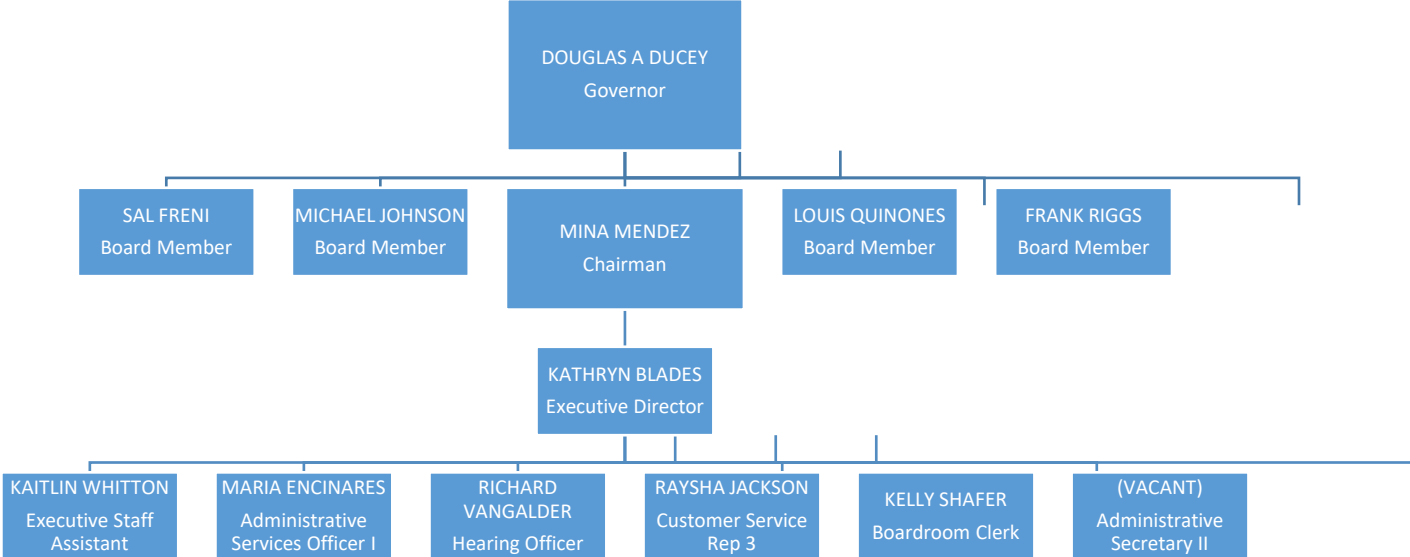 DOUGLAS A DUCEY
Governor
SAL FRENI
Board Member
MICHAEL JOHNSON
Board Member
MINA MENDEZ
Chairman
LOUIS QUINONES
Board Member
FRANK RIGGS
Board Member
KATHRYN BLADES
Executive Director
KAITLIN WHITTON
Executive Staff
Assistant
MARIA ENCINARES
Administrative
Services Officer I
RICHARD
VANGALDER
Hearing Officer
RAYSHA JACKSON
Customer Service
Rep 3
KELLY SHAFER
Boardroom Clerk
(VACANT)
Administrative
Secretary II